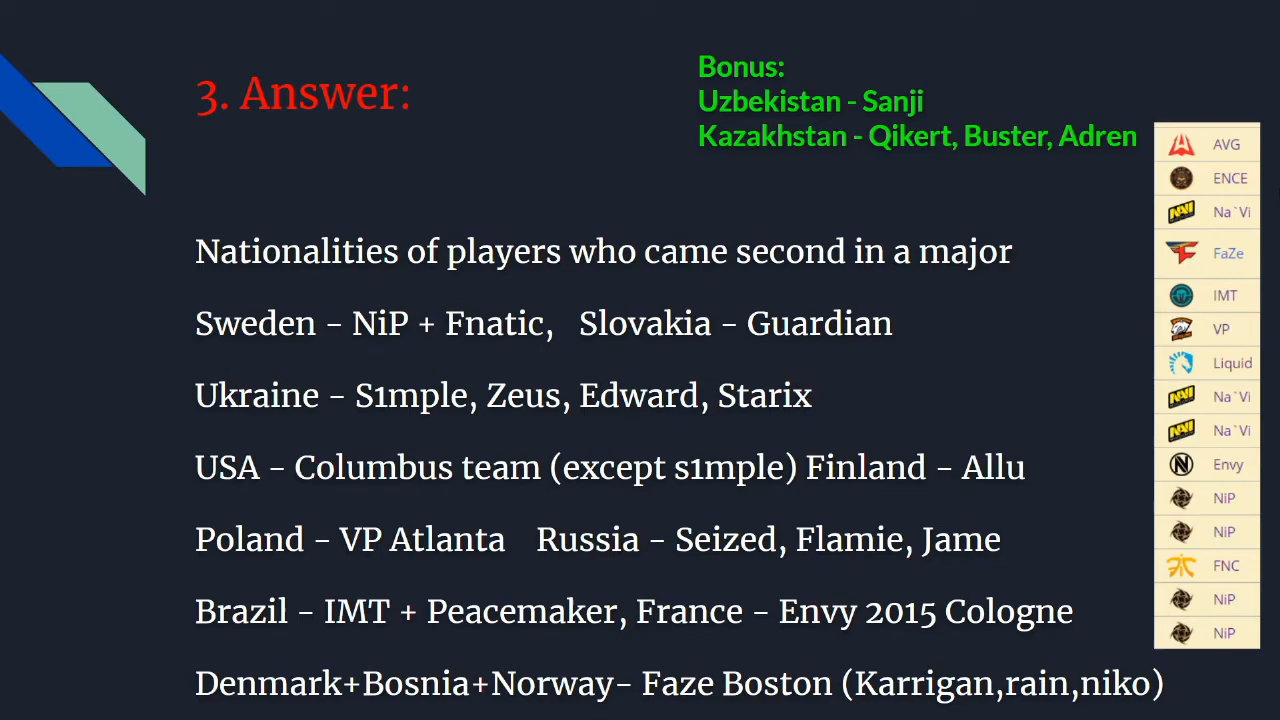 3. Answer:
Bonus:
Uzbekistan - Sanji
Kazakhstan - Qikert, Buster, Adren
Nationalities of players who came second in a major
Sweden - NiP + Fnatic, Slovakia - Guardian
Ukraine - S1mple, Zeus, Edward, Starix
USA - Columbus team (except s1mple) Finland - Allu
Poland - VP Atlanta Russia - Seized, Flamie, Jame
Brazil - IMT + Peacemaker, France - Envy 2015 Cologne
Denmark+Bosnia+Norway- Faze Boston (Karrigan,rain,niko)
AVG
ENCE
Na`Vi
FaZe
IMT
VP
Liquid
Na`Vi
Na`Vi
Envy
NiP
NiP
FNC
NiP
NiP